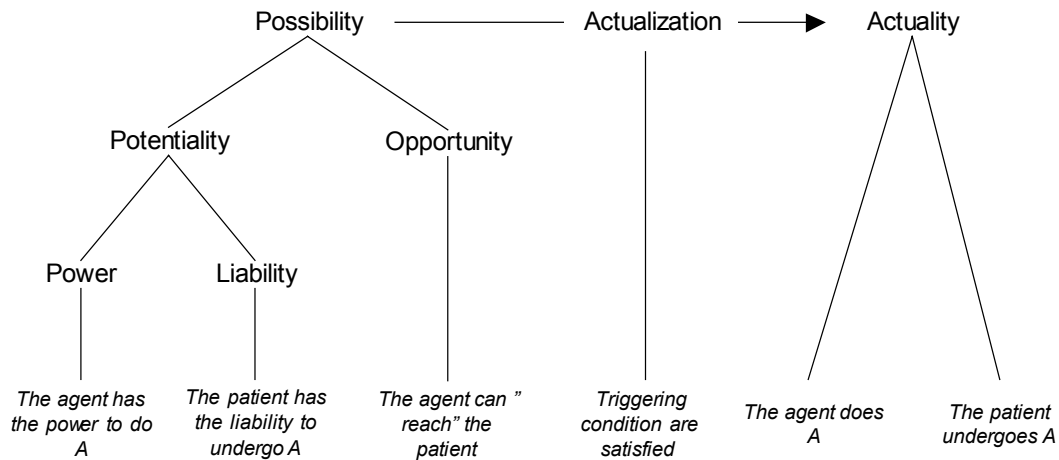 Possibility
Actualization
Actuality
Potentiality
Opportunity
Power
Liability
The agent has
the power to do
A
The patient has
the liability to
undergo A
The agent can ”
reach” the
patient
Triggering
condition are
satisfied
The agent does
A
The patient
undergoes A